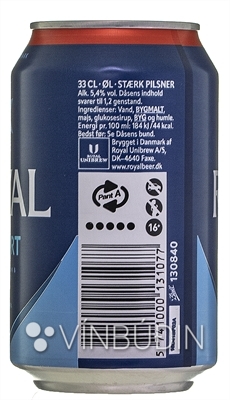 33 CL · ØL · STÆRK PILSNER
Alk. 5,4% vol. Dåsens indhold
svarer til 1,2 genstand.
Ingredienser: Vand, BYGMALT,
majs, glukosesirup, BYG og humle.
Energi pr. 100 ml: 184 kJ/44 kcal.
Bedst før: Se Dåsens bund.
Brygget i Danmark af
Royal Unibrew A/S,
DK-4640 Faxe.
www.royalbeer.dk
ROYAL
UNIBREW
Pant A
16°
5 741000 131077
130840
VÍNBÚÐIN